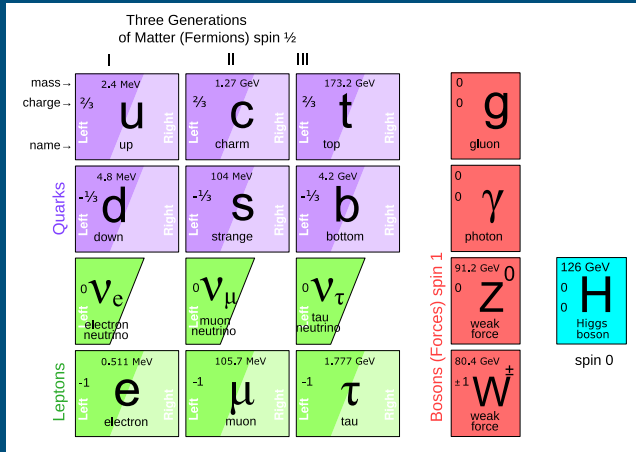 Three Generations
of Matter (Fermions) spin ½
I II III
mass→
charge→
name→
2.4 MeV
⅔
u
Left
Right
up
1.27 GeV
⅔
c
Left
Right
charm
173.2 GeV
⅔
t
Left
Right
top
0
0
g
gluon
Quarks
4.8 MeV
-⅓
d
Left
Right
down
104 MeV
-⅓
s
Left
Right
strange
4.2 GeV
-⅓
b
Left
Right
bottom
0
0
γ
photon
0
νe
Left
electron
neutrino
0
νμ
Left
muon
neutrino
0
ντ
Left
tau
neutrino
Bosons (Forces) spin 1
91.2 GeV
0
Z⁰
weak
force
126 GeV
0
0
H
Higgs
boson
spin 0
Leptons
0.511 MeV
-1
e
Left
Right
electron
105.7 MeV
-1
μ
Left
Right
muon
1.777 GeV
-1
τ
Left
Right
tau
80.4 GeV
±1
W±
weak
force